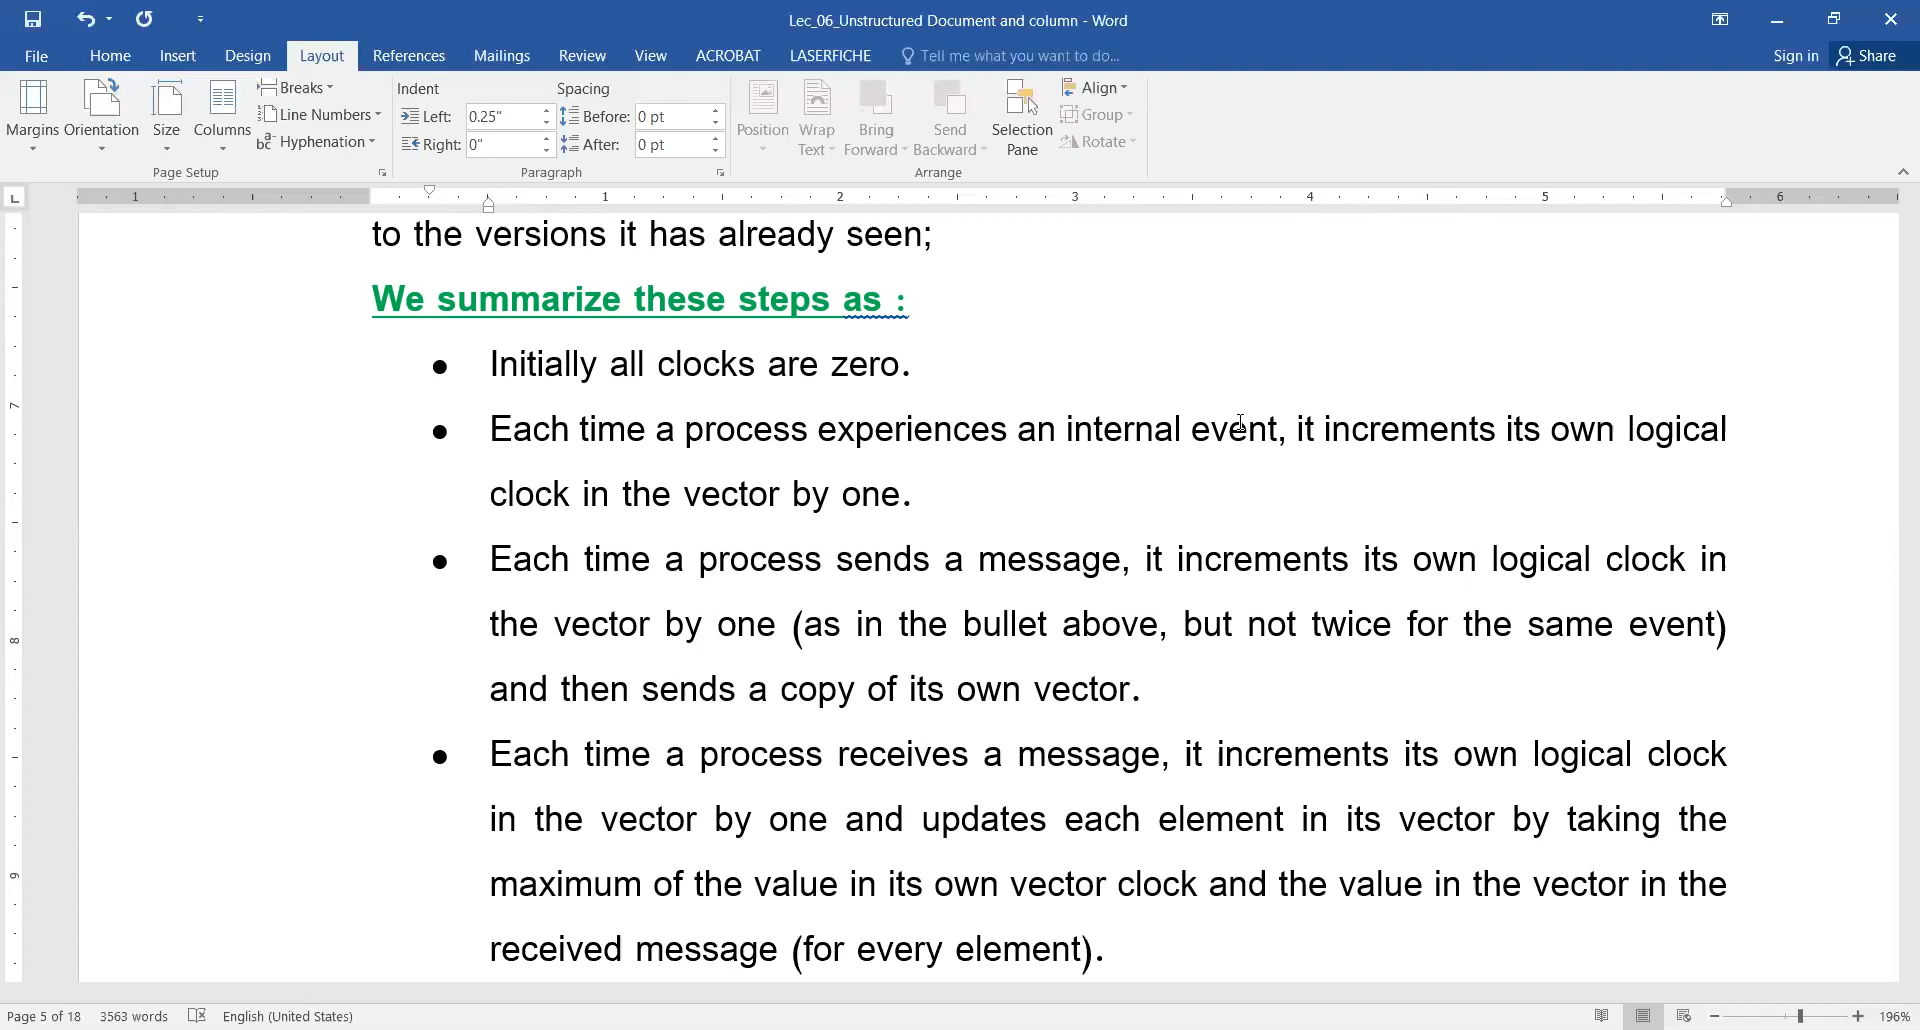 Lec_06_Unstructured Document and column - Word
File Home Insert Design Layout References Mailings Review View ACROBAT LASERFICHE Tell me what you want to do... Sign in Share
Margins Orientation Size Columns
Breaks
Line Numbers
Hyphenation
Page Setup
Indent Spacing
Left: 0.25" Before: 0 pt
Right: 0" After: 0 pt
Paragraph
Position Wrap Text Bring Forward Send Backward Selection Pane
Align
Group
Rotate
Arrange
1 1 2 3 4 5 6
to the versions it has already seen;
We summarize these steps as :
● Initially all clocks are zero.
● Each time a process experiences an internal event, it increments its own logical
clock in the vector by one.
● Each time a process sends a message, it increments its own logical clock in
the vector by one (as in the bullet above, but not twice for the same event)
and then sends a copy of its own vector.
● Each time a process receives a message, it increments its own logical clock
in the vector by one and updates each element in its vector by taking the
maximum of the value in its own vector clock and the value in the vector in the
received message (for every element).
7
8
9
Page 5 of 18 3563 words English (United States) 196%